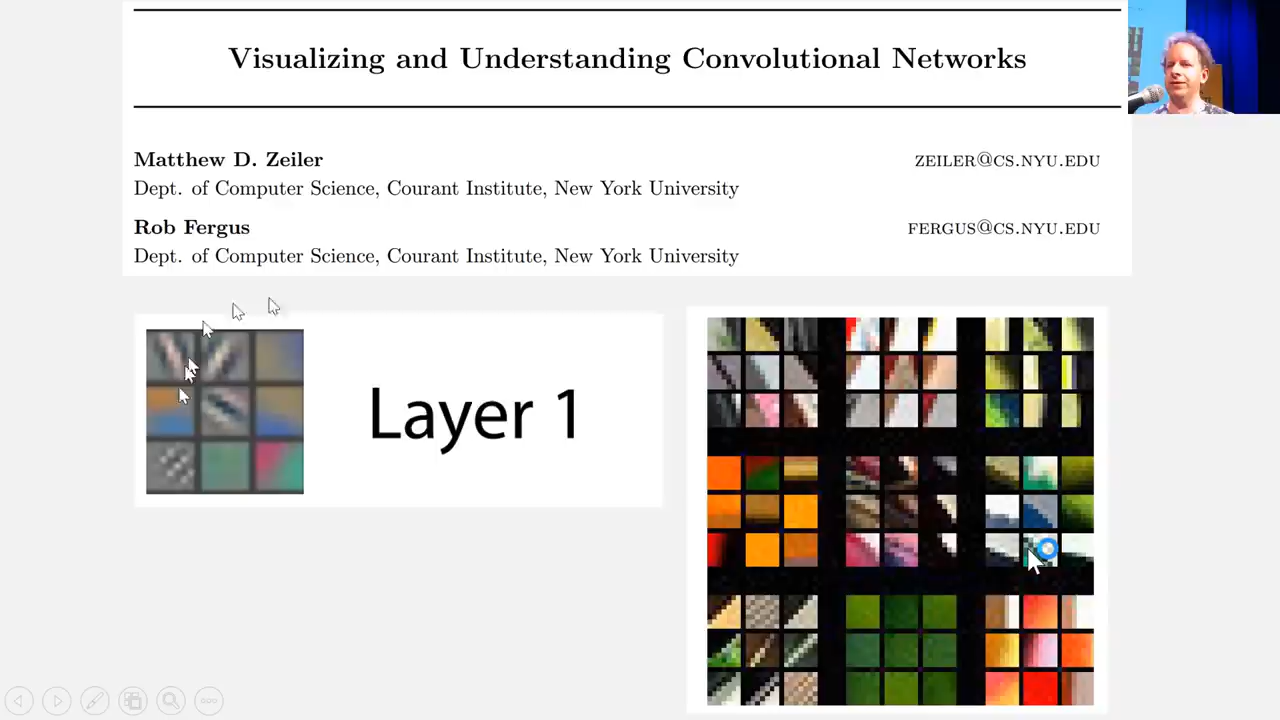 Visualizing and Understanding Convolutional Networks
Matthew D. Zeiler
ZEILER@CS.NYU.EDU
Dept. of Computer Science, Courant Institute, New York University
Rob Fergus
FERGUS@CS.NYU.EDU
Dept. of Computer Science, Courant Institute, New York University
Layer 1